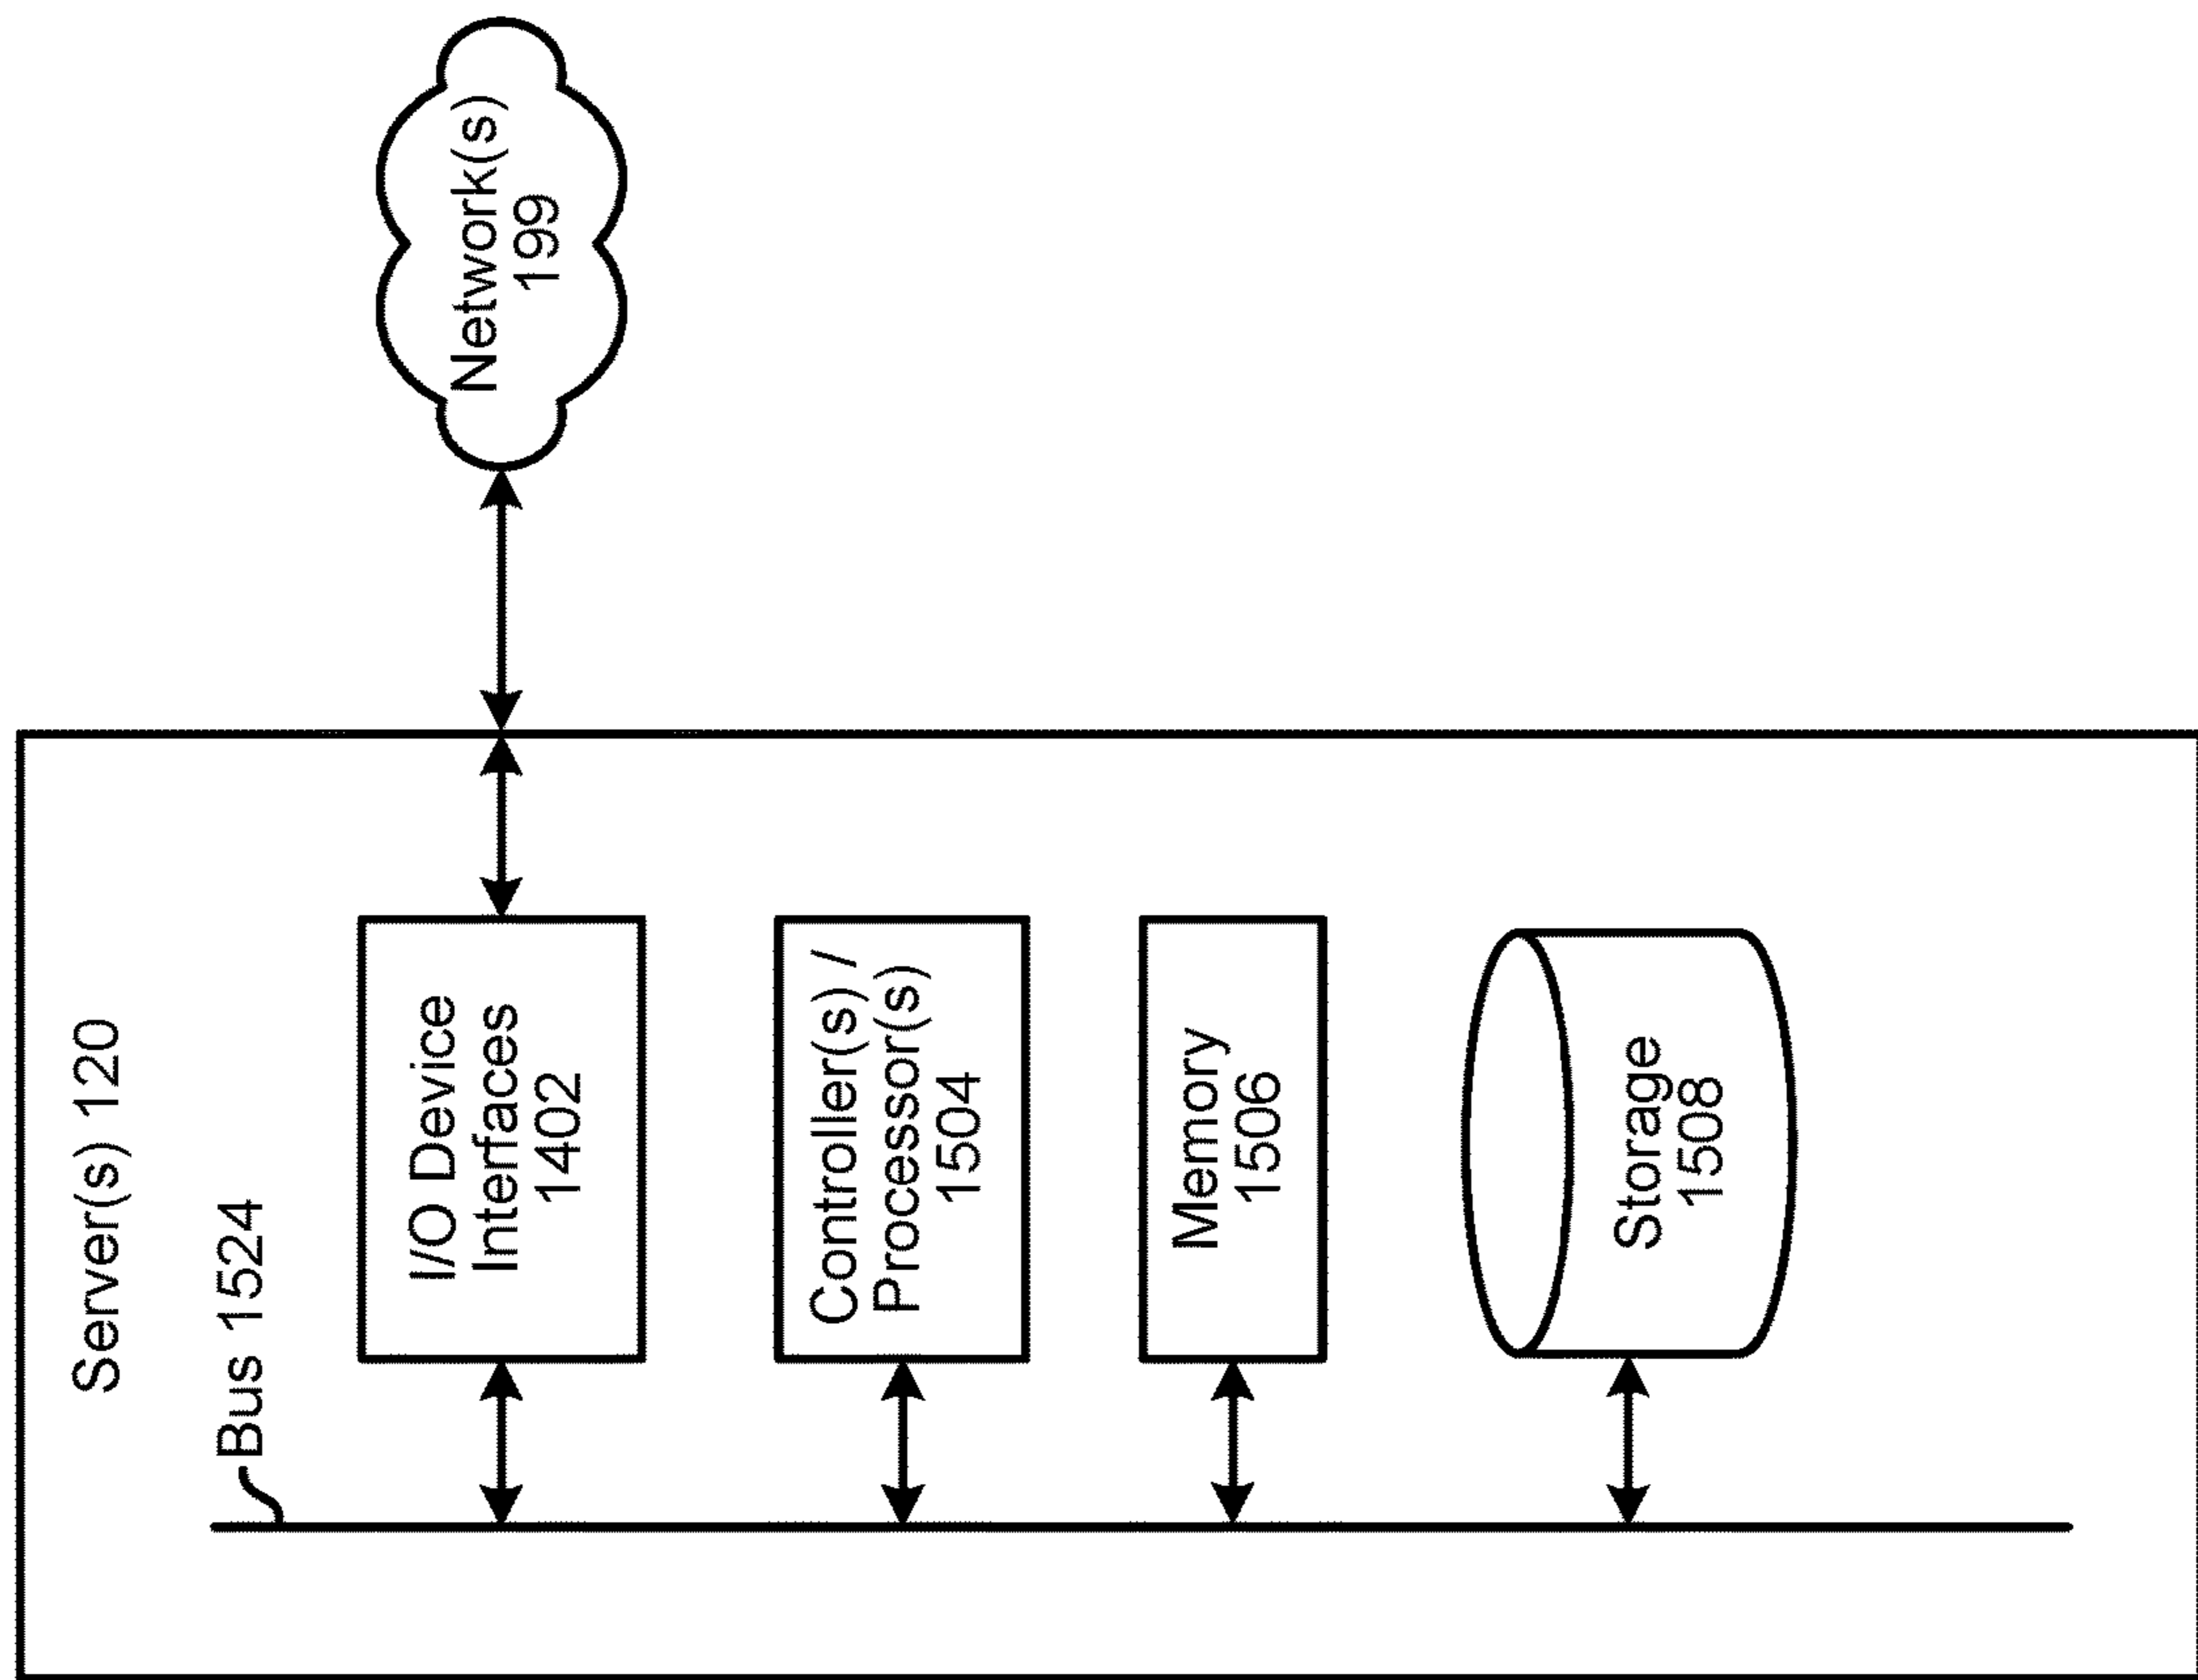 Server(s) 120
Bus 1524
I/O Device
Interfaces
1402
Controller(s) /
Processor(s)
1504
Memory
1506
Storage
1508
Network(s)
199